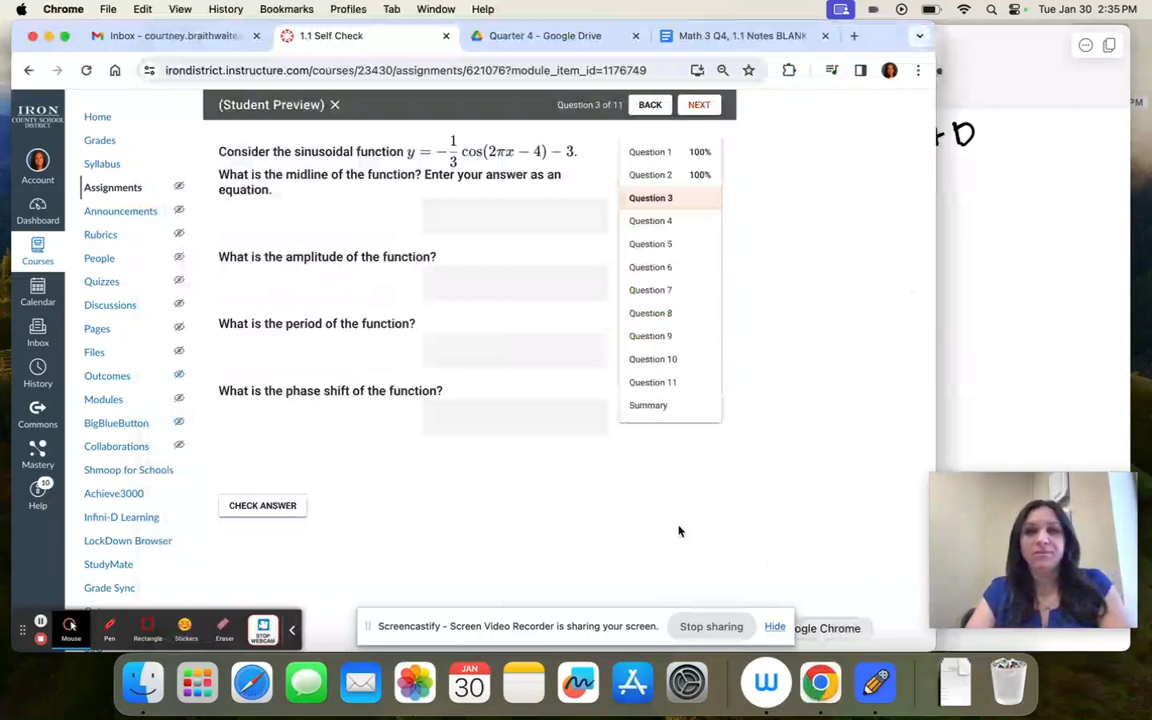 Chrome File Edit View History Bookmarks Profiles Tab Window Help Tue Jan 30 2:35 PM
Inbox - courtney.braithwaite 1.1 Self Check Quarter 4 - Google Drive Math 3 Q4, 1.1 Notes BLANK
irondistrict.instructure.com/courses/23430/assignments/621076?module_item_id=1176749
PM
+ D
IRON
COUNTY SCHOOL
DISTRICT
Account
Dashboard
Courses
Calendar
Inbox
History
Commons
Mastery
10
Help
Home
Grades
Syllabus
Assignments
Announcements
Rubrics
People
Quizzes
Discussions
Pages
Files
Outcomes
Modules
BigBlueButton
Collaborations
Shmoop for Schools
Achieve3000
Infini-D Learning
LockDown Browser
StudyMate
Grade Sync
(Student Preview) Question 3 of 11 BACK NEXT
Consider the sinusoidal function y = −1/3 cos(2πx − 4) − 3.
What is the midline of the function? Enter your answer as an
equation.
What is the amplitude of the function?
What is the period of the function?
What is the phase shift of the function?
CHECK ANSWER
Question 1 100%
Question 2 100%
Question 3
Question 4
Question 5
Question 6
Question 7
Question 8
Question 9
Question 10
Question 11
Summary
Mouse Pen Rectangle Stickers Eraser STOP WEBCAM
Screencastify - Screen Video Recorder is sharing your screen. Stop sharing Hide
ogle Chrome
JAN
30